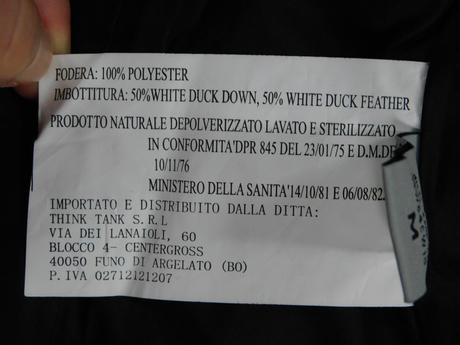 FODERA: 100% POLYESTER
IMBOTTITURA: 50%WHITE DUCK DOWN, 50% WHITE DUCK FEATHER
PRODOTTO NATURALE DEPOLVERIZZATO LAVATO E STERILIZZATO
IN CONFORMITA'DPR 845 DEL 23/01/75 E D.M.DEL
10/11/76
MINISTERO DELLA SANITA'14/10/81 E 06/08/82.
IMPORTATO E DISTRIBUITO DALLA DITTA:
THINK TANK S.R.L
VIA DEI LANAIOLI, 60
BLOCCO 4- CENTERGROSS
40050 FUNO DI ARGELATO (BO)
P.IVA 02712121207
M